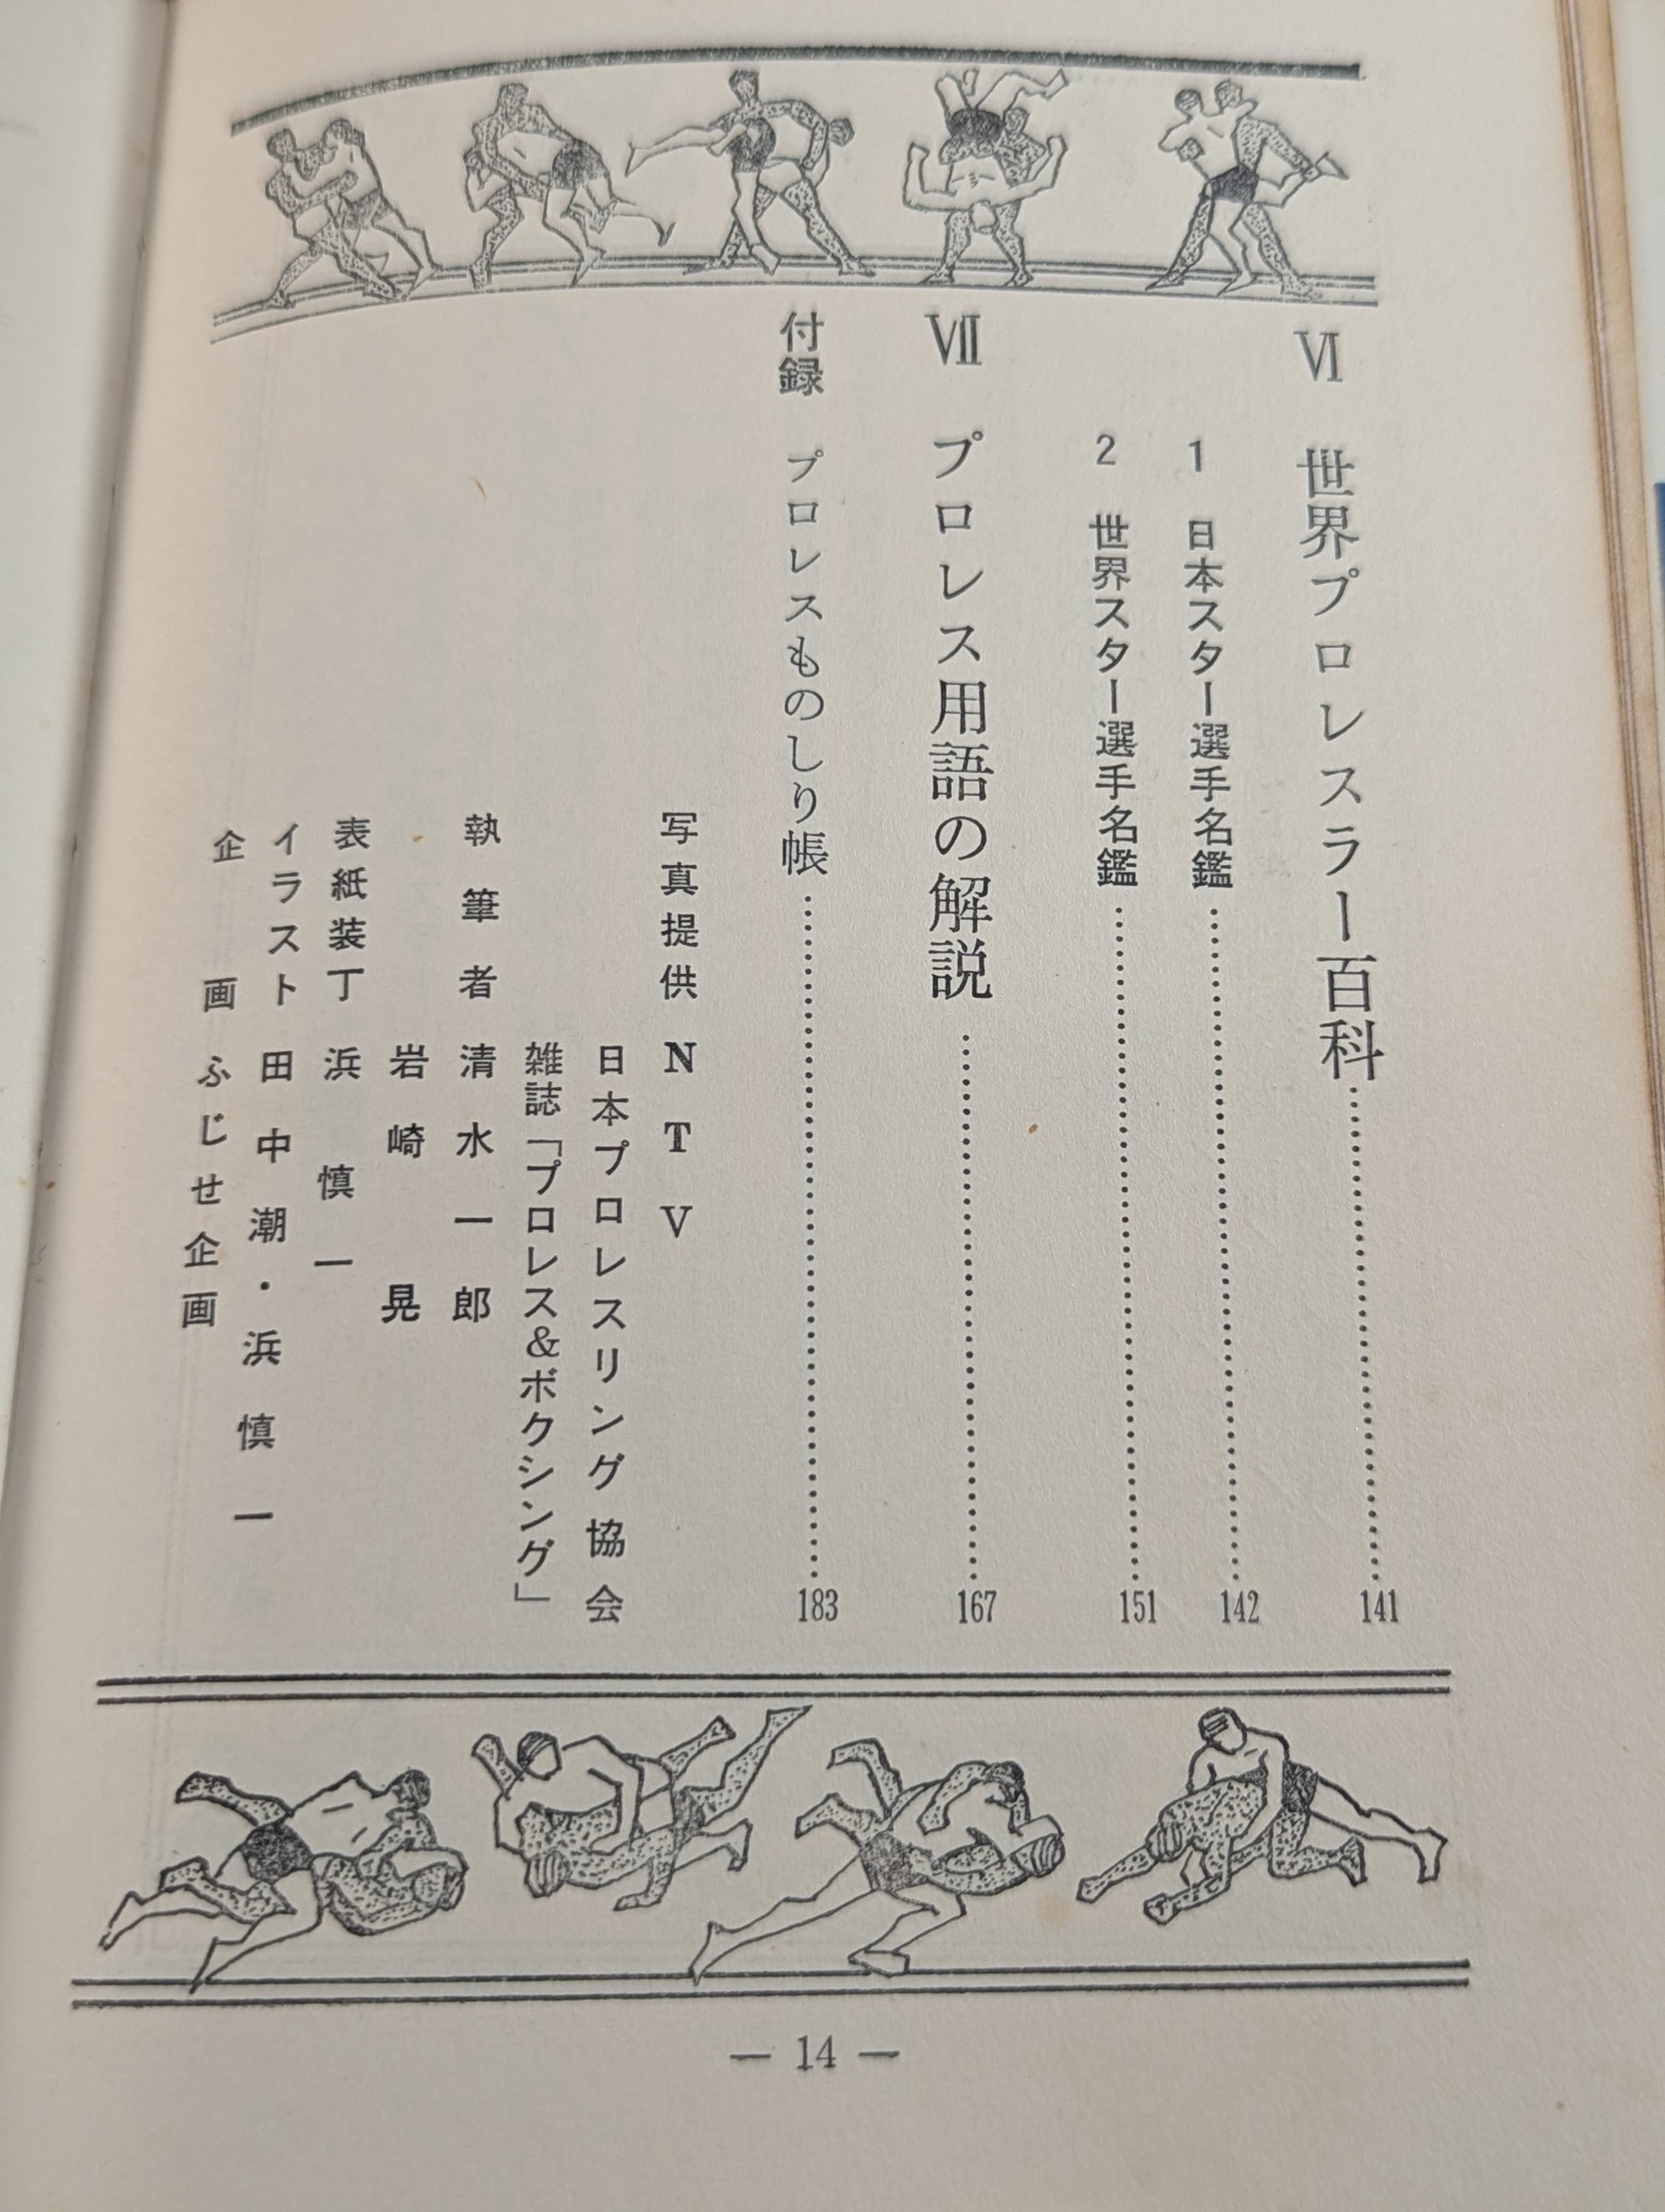 Ⅵ 世界プロレスラー百科……141
1 日本スター選手名鑑……142
2 世界スター選手名鑑……151
Ⅶ プロレス用語の解説……167
付録 プロレスものしり帳……183
写真提供 NTV
日本プロレスリング協会
雑誌「プロレス&ボクシング」
執筆者 清水一郎
岩崎晃
表紙装丁 浜慎一
イラスト 田中潮・浜慎一
企画 ふじせ企画
— 14 —